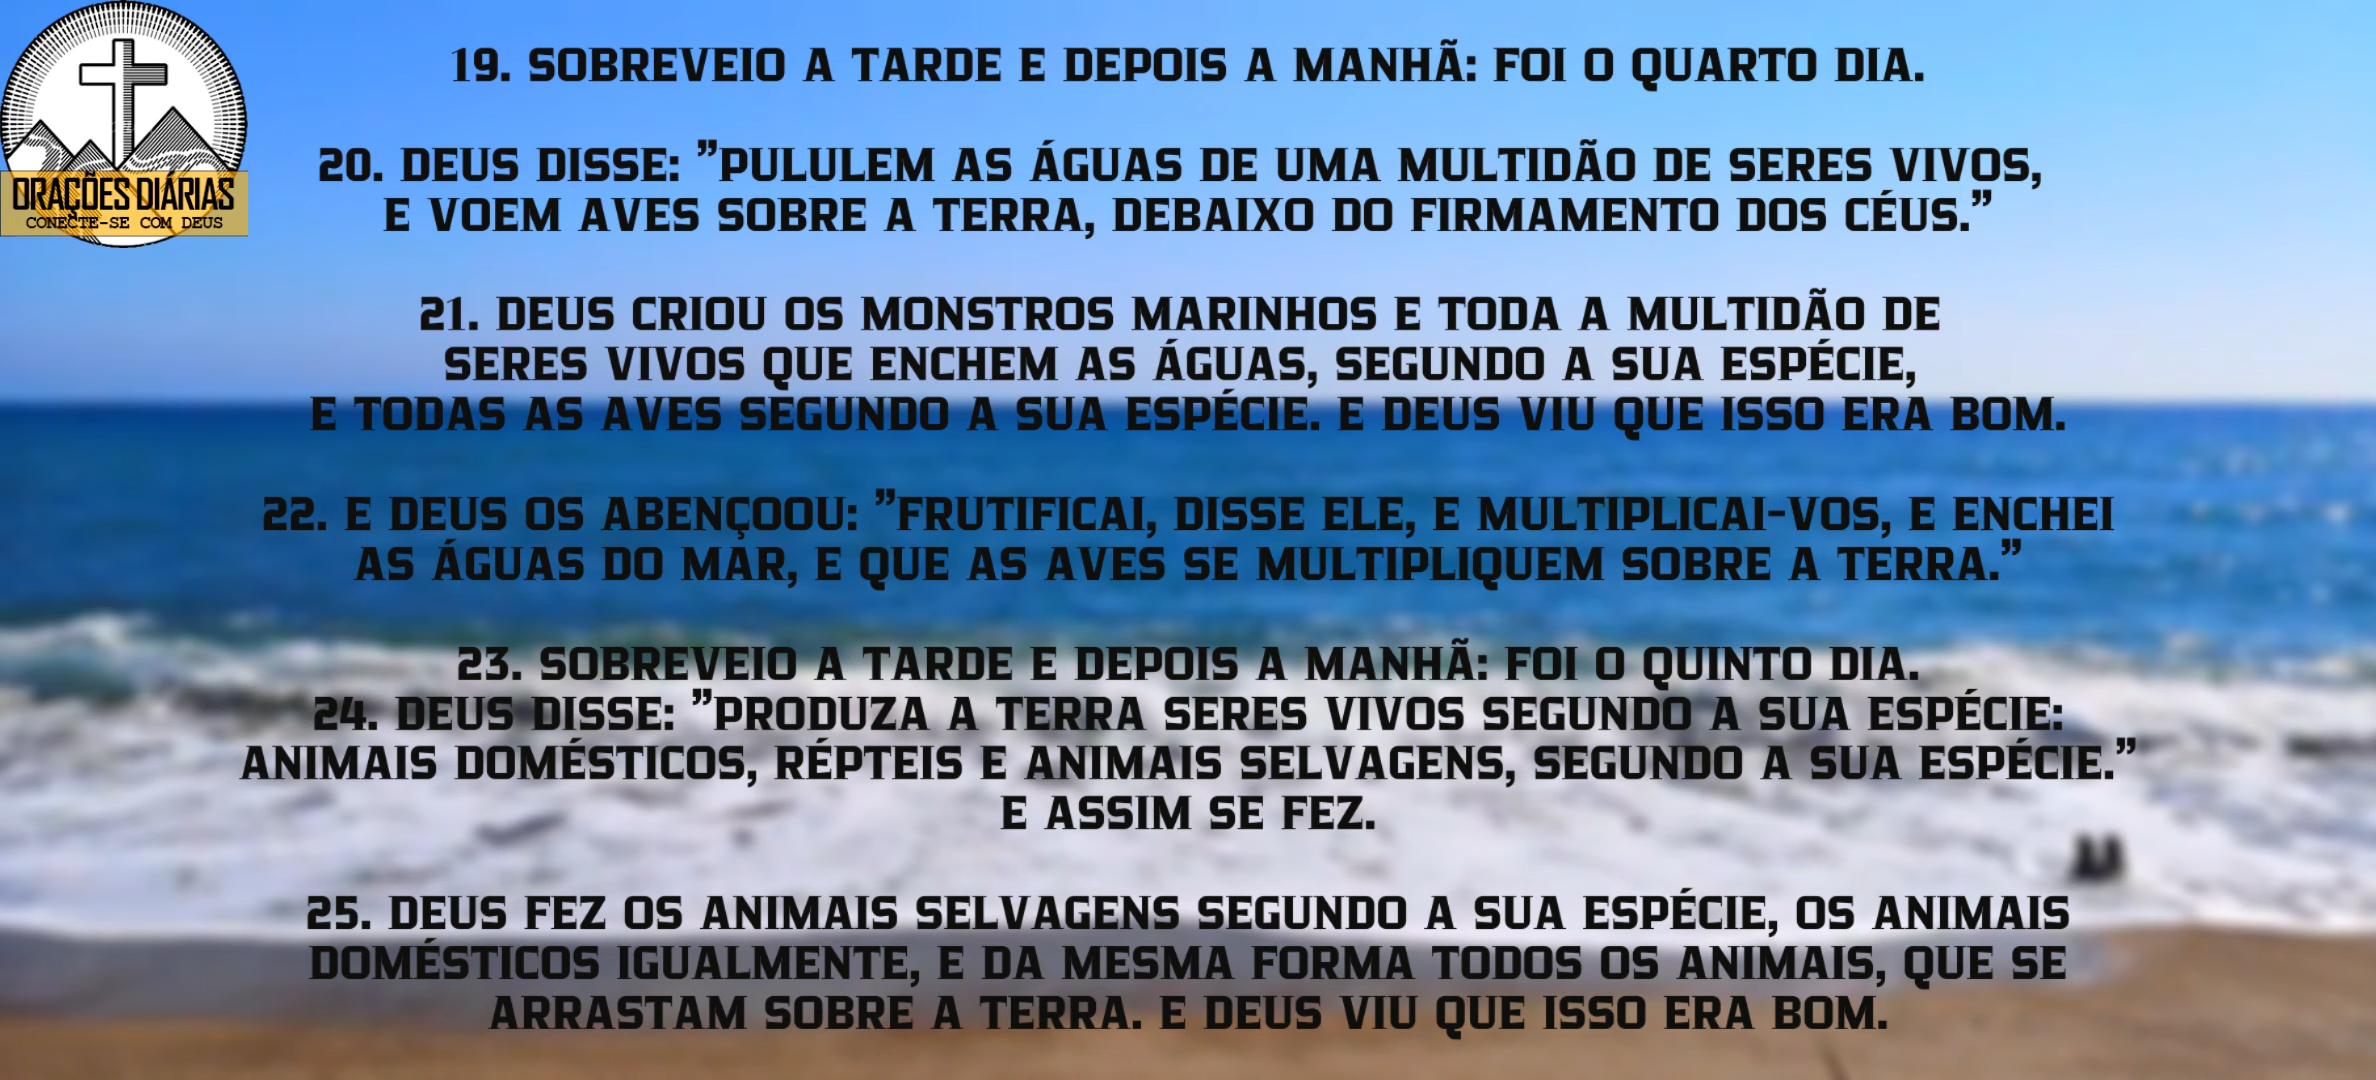 ORAÇÕES DIÁRIAS
CONECTE-SE COM DEUS
19. SOBREVEIO A TARDE E DEPOIS A MANHÃ: FOI O QUARTO DIA.
20. DEUS DISSE: ”PULULEM AS ÁGUAS DE UMA MULTIDÃO DE SERES VIVOS,
E VOEM AVES SOBRE A TERRA, DEBAIXO DO FIRMAMENTO DOS CÉUS.”
21. DEUS CRIOU OS MONSTROS MARINHOS E TODA A MULTIDÃO DE
SERES VIVOS QUE ENCHEM AS ÁGUAS, SEGUNDO A SUA ESPÉCIE,
E TODAS AS AVES SEGUNDO A SUA ESPÉCIE. E DEUS VIU QUE ISSO ERA BOM.
22. E DEUS OS ABENÇOOU: ”FRUTIFICAI, DISSE ELE, E MULTIPLICAI-VOS, E ENCHEI
AS ÁGUAS DO MAR, E QUE AS AVES SE MULTIPLIQUEM SOBRE A TERRA.”
23. SOBREVEIO A TARDE E DEPOIS A MANHÃ: FOI O QUINTO DIA.
24. DEUS DISSE: ”PRODUZA A TERRA SERES VIVOS SEGUNDO A SUA ESPÉCIE:
ANIMAIS DOMÉSTICOS, RÉPTEIS E ANIMAIS SELVAGENS, SEGUNDO A SUA ESPÉCIE.”
E ASSIM SE FEZ.
25. DEUS FEZ OS ANIMAIS SELVAGENS SEGUNDO A SUA ESPÉCIE, OS ANIMAIS
DOMÉSTICOS IGUALMENTE, E DA MESMA FORMA TODOS OS ANIMAIS, QUE SE
ARRASTAM SOBRE A TERRA. E DEUS VIU QUE ISSO ERA BOM.